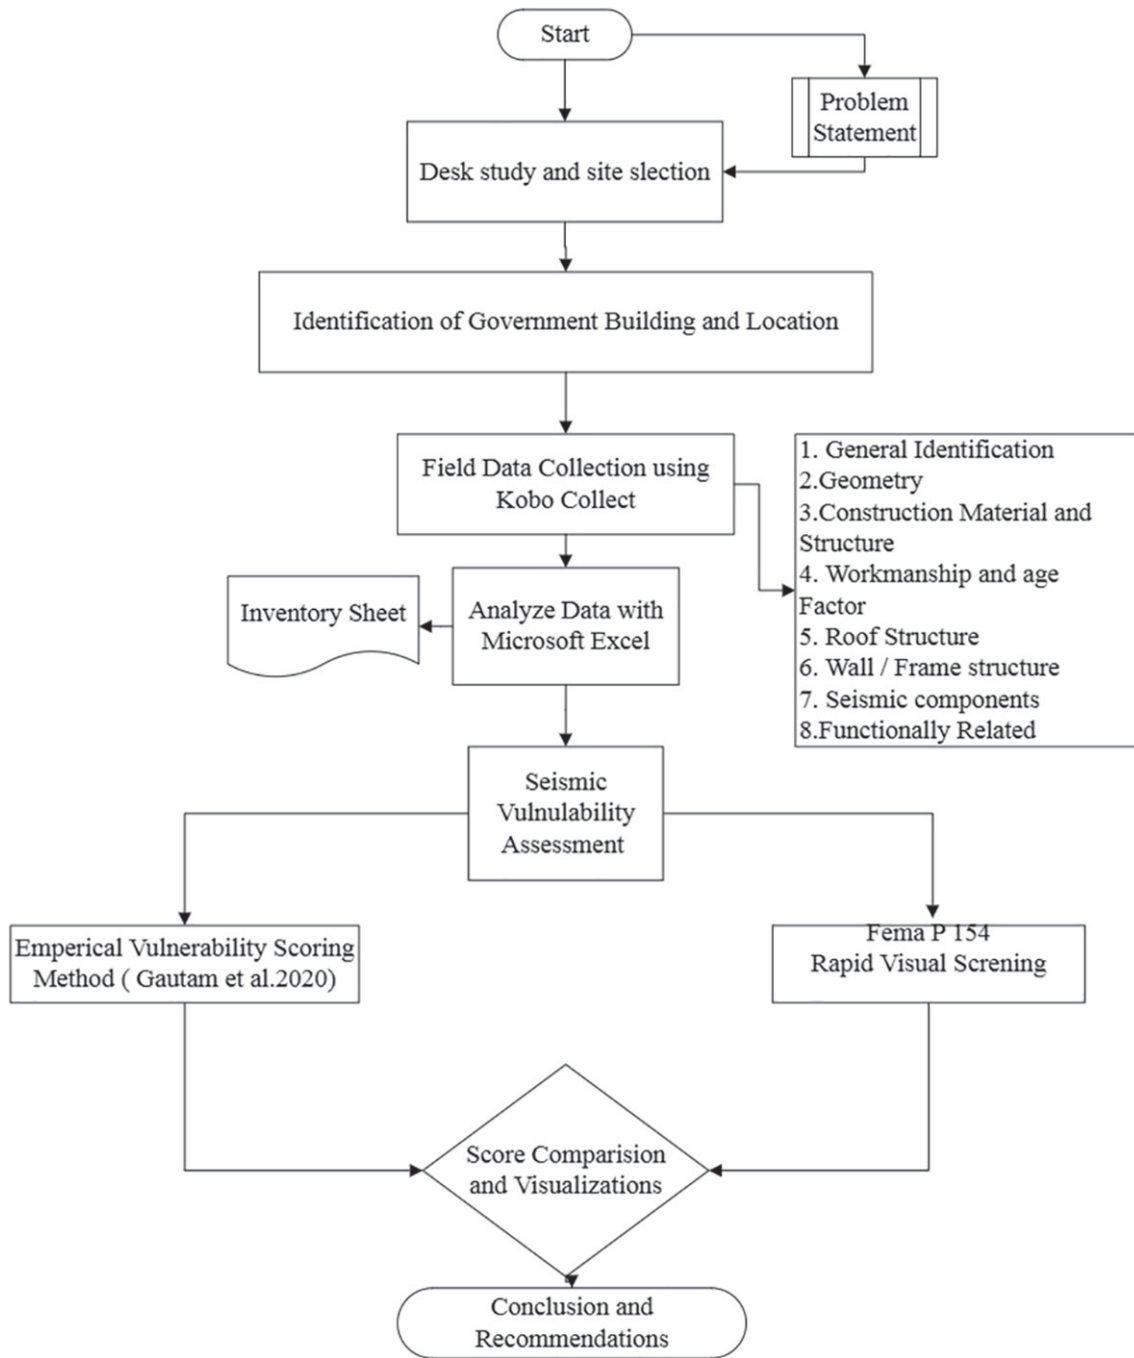 Start
Problem
Statement
Desk study and site slection
Identification of Government Building and Location
Field Data Collection using
Kobo Collect
1. General Identification
2.Geometry
3.Construction Material and
Structure
4. Workmanship and age
Factor
5. Roof Structure
6. Wall / Frame structure
7. Seismic components
8.Functionally Related
Inventory Sheet
Analyze Data with
Microsoft Excel
Seismic
Vulnulability
Assessment
Emperical Vulnerability Scoring
Method ( Gautam et al.2020)
Fema P 154
Rapid Visual Screning
Score Comparision
and Visualizations
Conclusion and
Recommendations